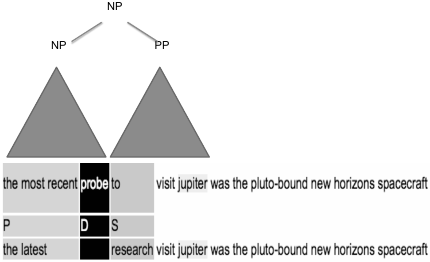 NP
NP PP
the most recent probe to visit jupiter was the pluto-bound new horizons spacecraft
P D S
the latest research visit jupiter was the pluto-bound new horizons spacecraft